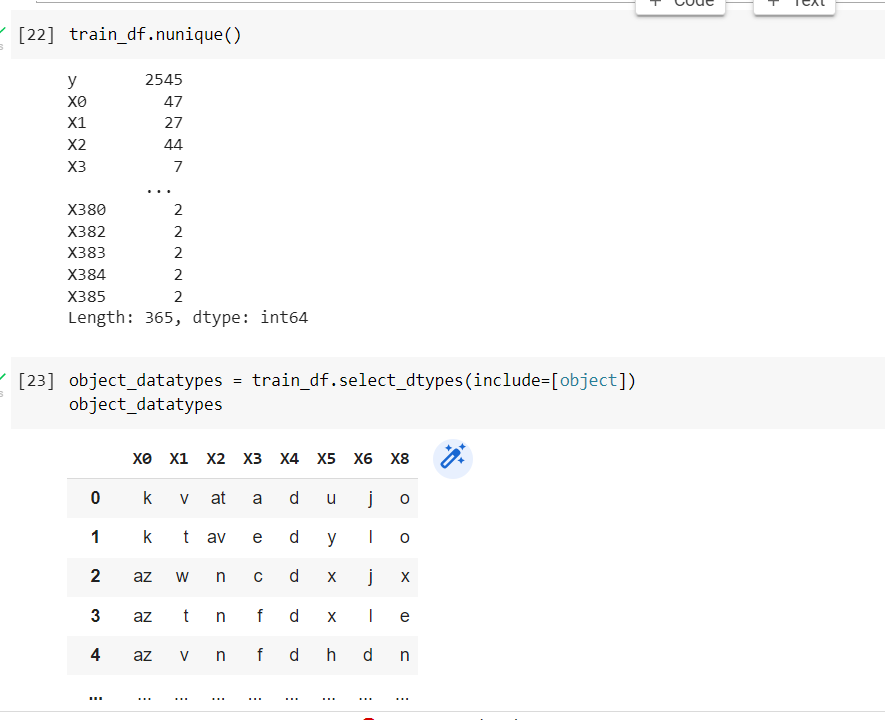 + Code + Text
[22] train_df.nunique()
y 2545
X0 47
X1 27
X2 44
X3 7
...
X380 2
X382 2
X383 2
X384 2
X385 2
Length: 365, dtype: int64
[23] object_datatypes = train_df.select_dtypes(include=[object])
object_datatypes
X0 X1 X2 X3 X4 X5 X6 X8
0 k v at a d u j o
1 k t av e d y l o
2 az w n c d x j x
3 az t n f d x l e
4 az v n f d h d n
... ... ... ... ... ... ... ... ...